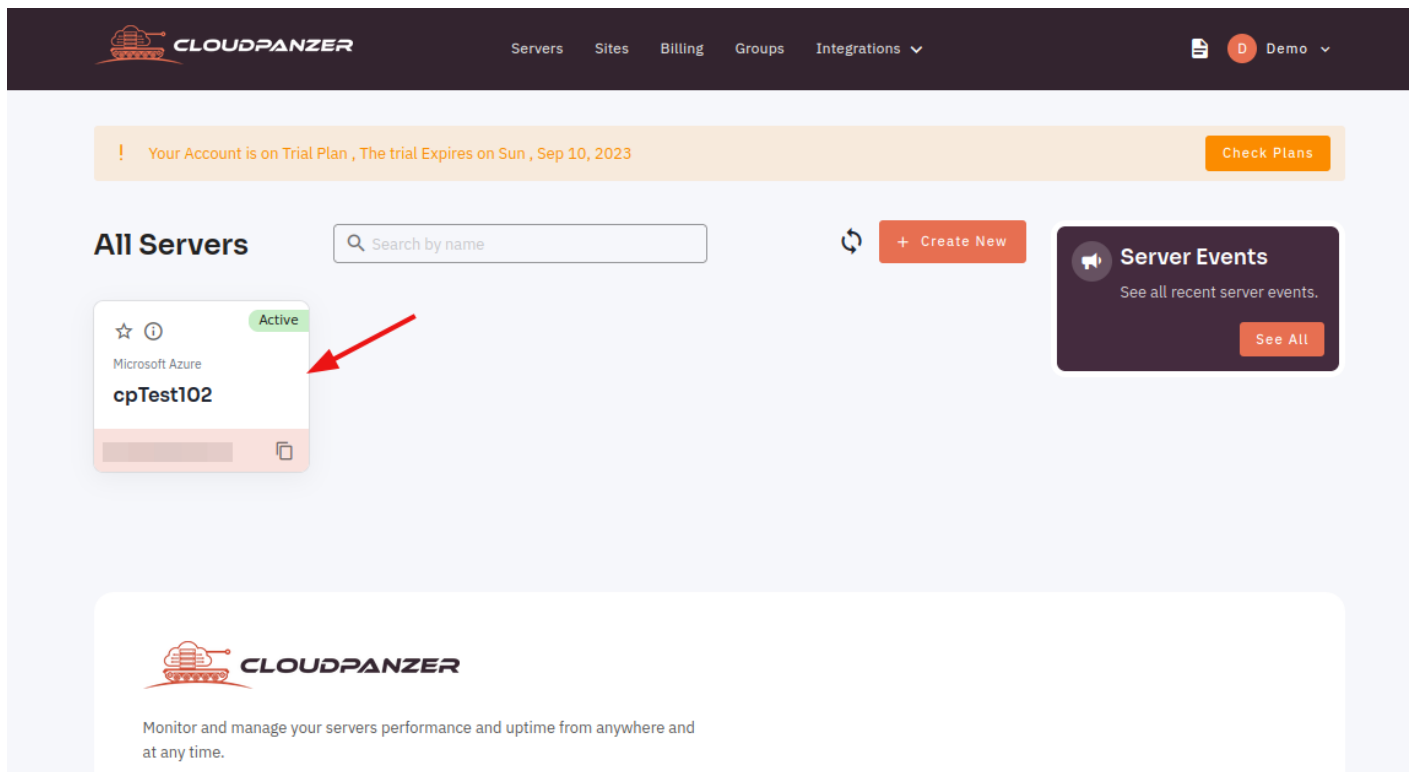 CLOUDPANZER
Servers Sites Billing Groups Integrations
D Demo
! Your Account is on Trial Plan , The trial Expires on Sun , Sep 10, 2023
Check Plans
All Servers
Search by name
+ Create New
Server Events
See all recent server events.
See All
Active
Microsoft Azure
cpTest102
CLOUDPANZER
Monitor and manage your servers performance and uptime from anywhere and
at any time.